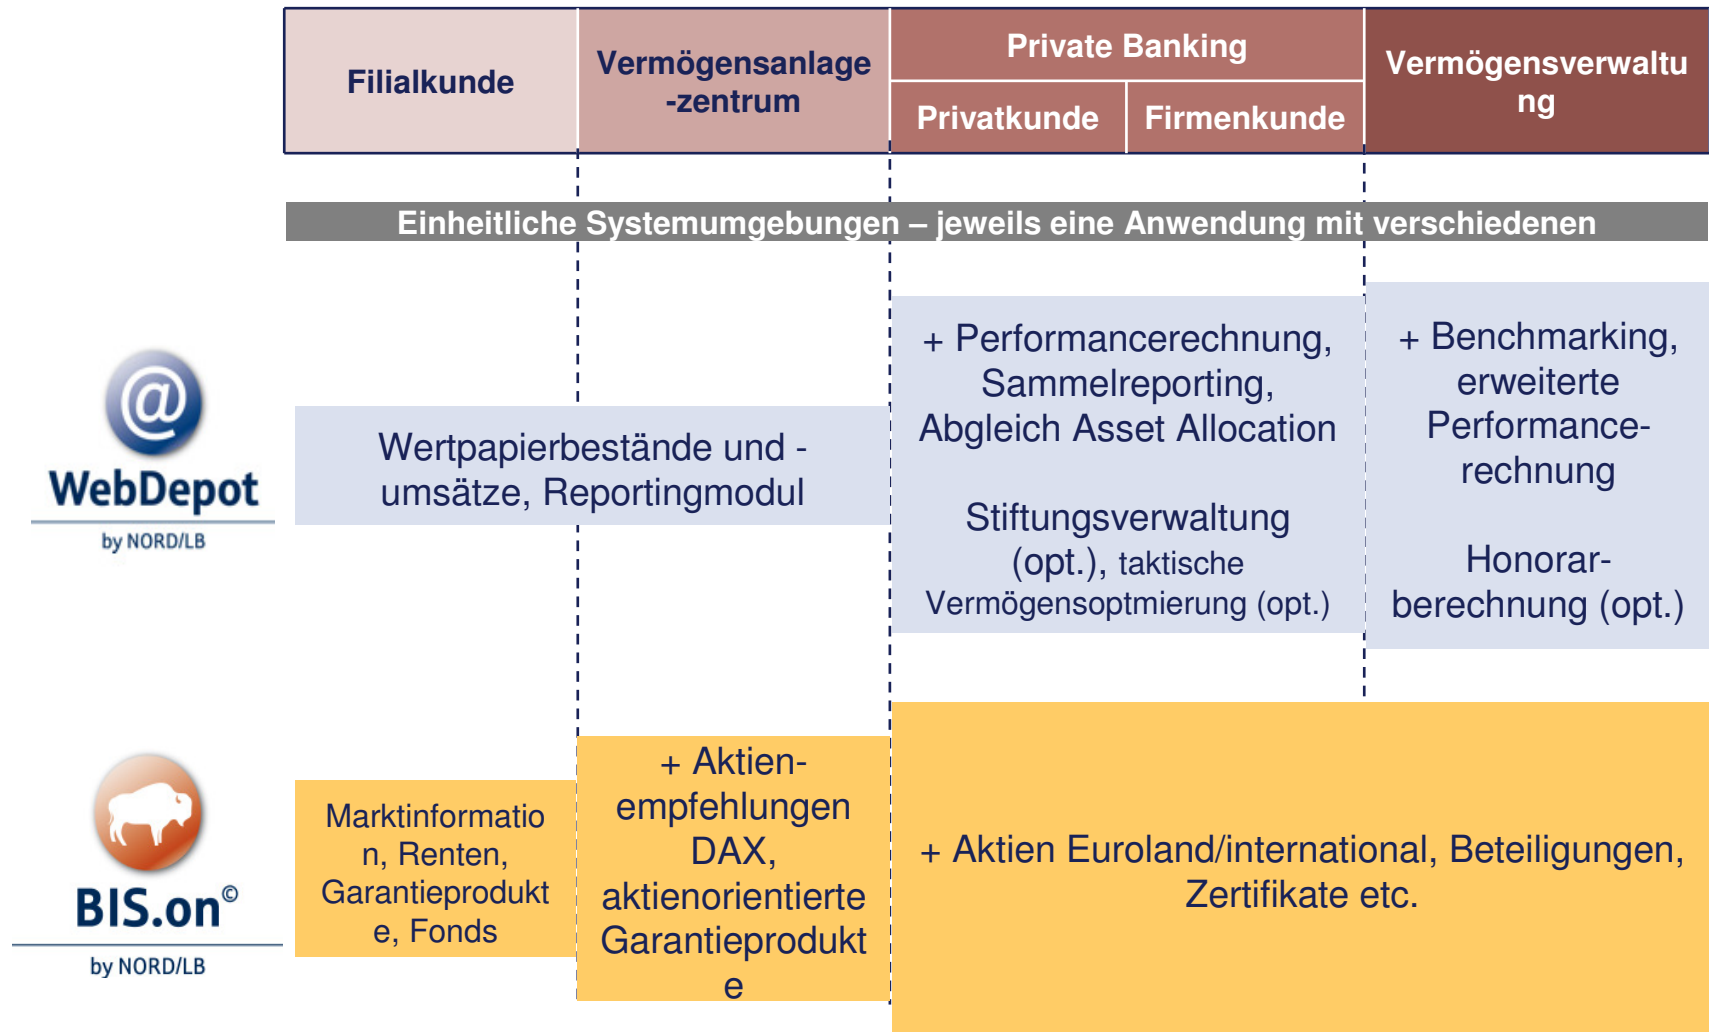 Filialkunde
Vermögensanlage
-zentrum
Private Banking
Privatkunde
Firmenkunde
Vermögensverwaltu
ng
Einheitliche Systemumgebungen – jeweils eine Anwendung mit verschiedenen
@
WebDepot
by NORD/LB
Wertpapierbestände und -
umsätze, Reportingmodul
+ Performancerechnung,
Sammelreporting,
Abgleich Asset Allocation
Stiftungsverwaltung
(opt.), taktische
Vermögensoptmierung (opt.)
+ Benchmarking,
erweiterte
Performance-
rechnung
Honorar-
berechnung (opt.)
BIS.on©
by NORD/LB
Marktinformatio
n, Renten,
Garantieprodukt
e, Fonds
+ Aktien-
empfehlungen
DAX,
aktienorientierte
Garantieprodukt
e
+ Aktien Euroland/international, Beteiligungen,
Zertifikate etc.